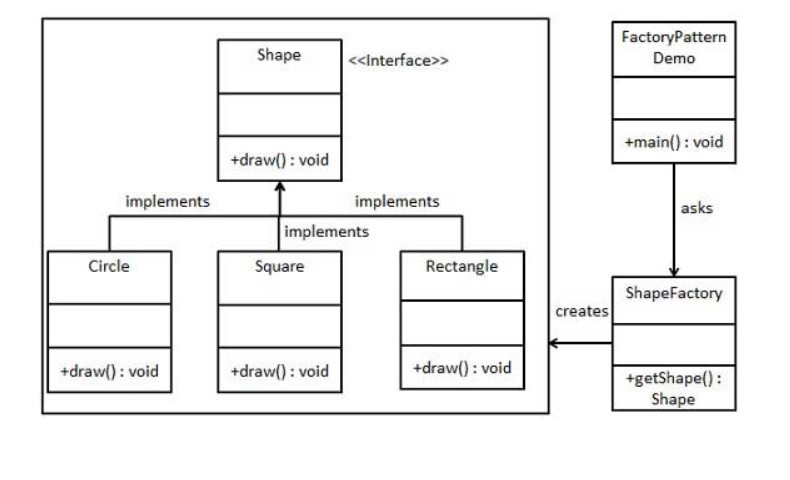 Shape
<<Interface>>
+draw() : void
implements
implements
implements
Circle
+draw() : void
Square
+draw() : void
Rectangle
+draw() : void
FactoryPattern
Demo
+main() : void
asks
creates
ShapeFactory
+getShape() :
Shape